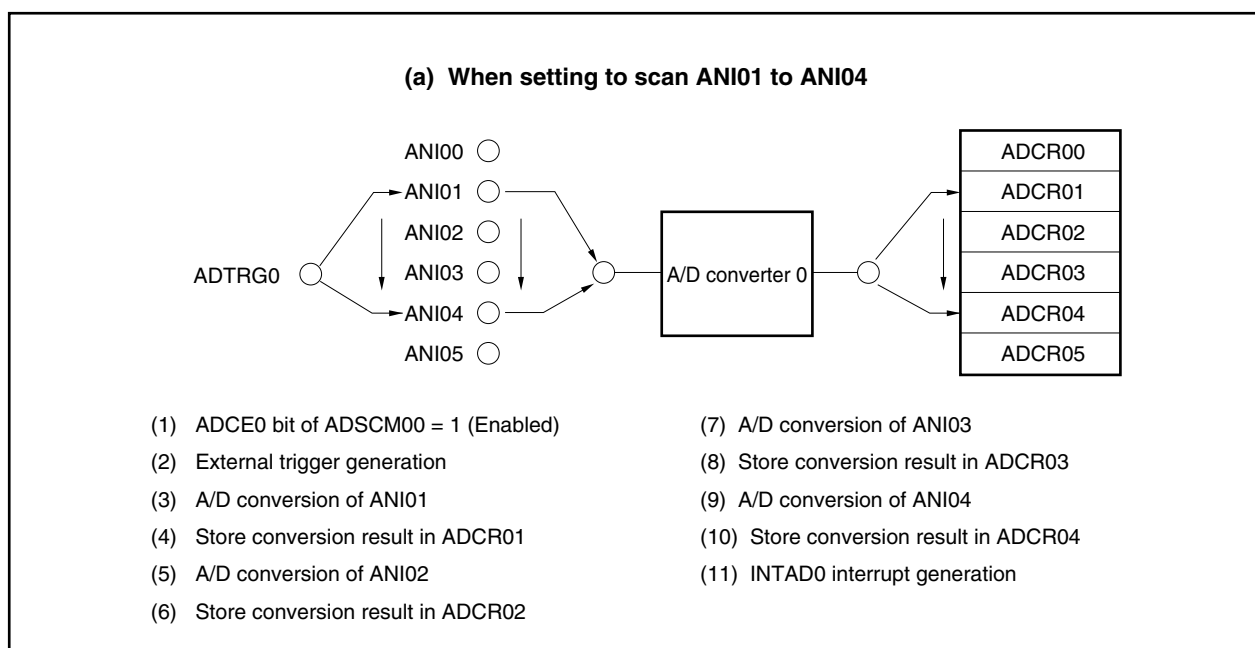 (a) When setting to scan ANI01 to ANI04
ANI00
ANI01
ANI02
ANI03
ANI04
ANI05
ADTRG0
A/D converter 0
ADCR00
ADCR01
ADCR02
ADCR03
ADCR04
ADCR05
(1) ADCE0 bit of ADSCM00 = 1 (Enabled)
(2) External trigger generation
(3) A/D conversion of ANI01
(4) Store conversion result in ADCR01
(5) A/D conversion of ANI02
(6) Store conversion result in ADCR02
(7) A/D conversion of ANI03
(8) Store conversion result in ADCR03
(9) A/D conversion of ANI04
(10) Store conversion result in ADCR04
(11) INTAD0 interrupt generation